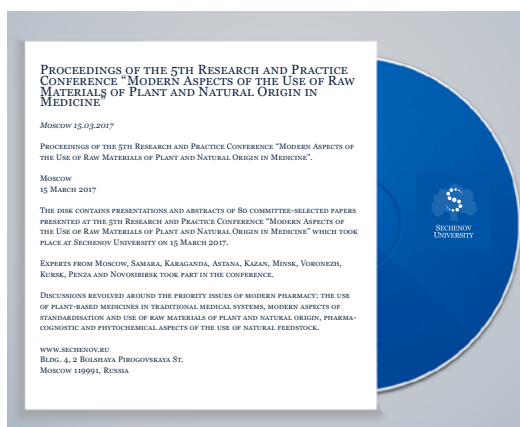 Proceedings of the 5th Research and Practice
Conference “Modern Aspects of the Use of Raw
Materials of Plant and Natural Origin in
Medicine”
Moscow 15.03.2017
Proceedings of the 5th Research and Practice Conference “Modern Aspects of
the Use of Raw Materials of Plant and Natural Origin in Medicine”.
Moscow
15 March 2017
The disk contains presentations and abstracts of 80 committee-selected papers
presented at the 5th Research and Practice Conference “Modern Aspects of
the Use of Raw Materials of Plant and Natural Origin in Medicine” which took
place at Sechenov University on 15 March 2017.
Experts from Moscow, Samara, Karaganda, Astana, Kazan, Minsk, Voronezh,
Kursk, Penza and Novosibirsk took part in the conference.
Discussions revolved around the priority issues of modern pharmacy: the use
of plant-based medicines in traditional medical systems, modern aspects of
standardisation and use of raw materials of plant and natural origin, pharma-
cognostic and phytochemical aspects of the use of natural feedstock.
www.sechenov.ru
Bldg. 4, 2 Bolshaya Pirogovskaya St.
Moscow 119991, Russia
Sechenov
University